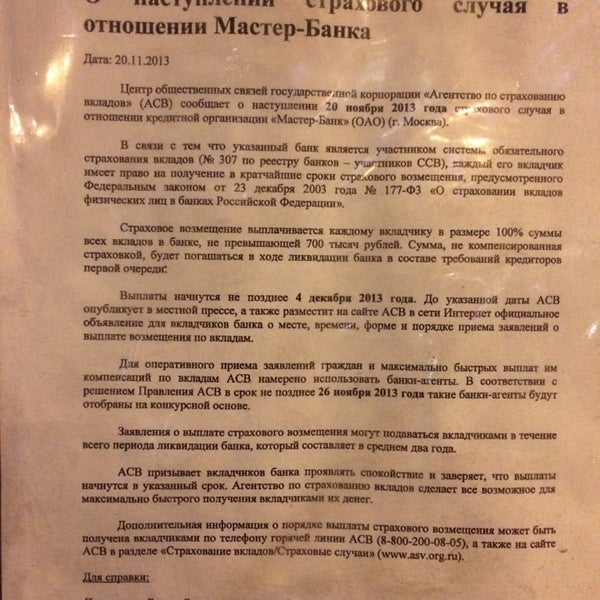 О наступлении страхового случая в
отношении Мастер-Банка
Дата: 20.11.2013
Центр общественных связей государственной корпорации «Агентство по страхованию
вкладов» (АСВ) сообщает о наступлении 20 ноября 2013 года страхового случая в
отношении кредитной организации «Мастер-Банк» (ОАО) (г. Москва).
В связи с тем что указанный банк является участником системы обязательного
страхования вкладов (№ 307 по реестру банков – участников ССВ), каждый его вкладчик
имеет право на получение в кратчайшие сроки страхового возмещения, предусмотренного
Федеральным законом от 23 декабря 2003 года № 177-ФЗ «О страховании вкладов
физических лиц в банках Российской Федерации».
Страховое возмещение выплачивается каждому вкладчику в размере 100% суммы
всех вкладов в банке, не превышающей 700 тысяч рублей. Сумма, не компенсированная
страховкой, будет погашаться в ходе ликвидации банка в составе требований кредиторов
первой очереди.
Выплаты начнутся не позднее 4 декабря 2013 года. До указанной даты АСВ
опубликует в местной прессе, а также разместит на сайте АСВ в сети Интернет официальное
объявление для вкладчиков банка о месте, времени, форме и порядке приема заявлений о
выплате возмещения по вкладам.
Для оперативного приема заявлений граждан и максимально быстрых выплат им
компенсаций по вкладам АСВ намерено использовать банки-агенты. В соответствии с
решением Правления АСВ в срок не позднее 26 ноября 2013 года такие банки-агенты будут
отобраны на конкурсной основе.
Заявления о выплате страхового возмещения могут подаваться вкладчиками в течение
всего периода ликвидации банка, который составляет в среднем два года.
АСВ призывает вкладчиков банка проявлять спокойствие и заверяет, что выплаты
начнутся в указанный срок. Агентство по страхованию вкладов сделает все возможное для
максимально быстрого получения вкладчиками их денег.
Дополнительная информация о порядке выплаты страхового возмещения может быть
получена вкладчиками по телефону горячей линии АСВ (8-800-200-08-05), а также на сайте
АСВ в разделе «Страхование вкладов/Страховые случаи» (www.asv.org.ru).
Для справки: